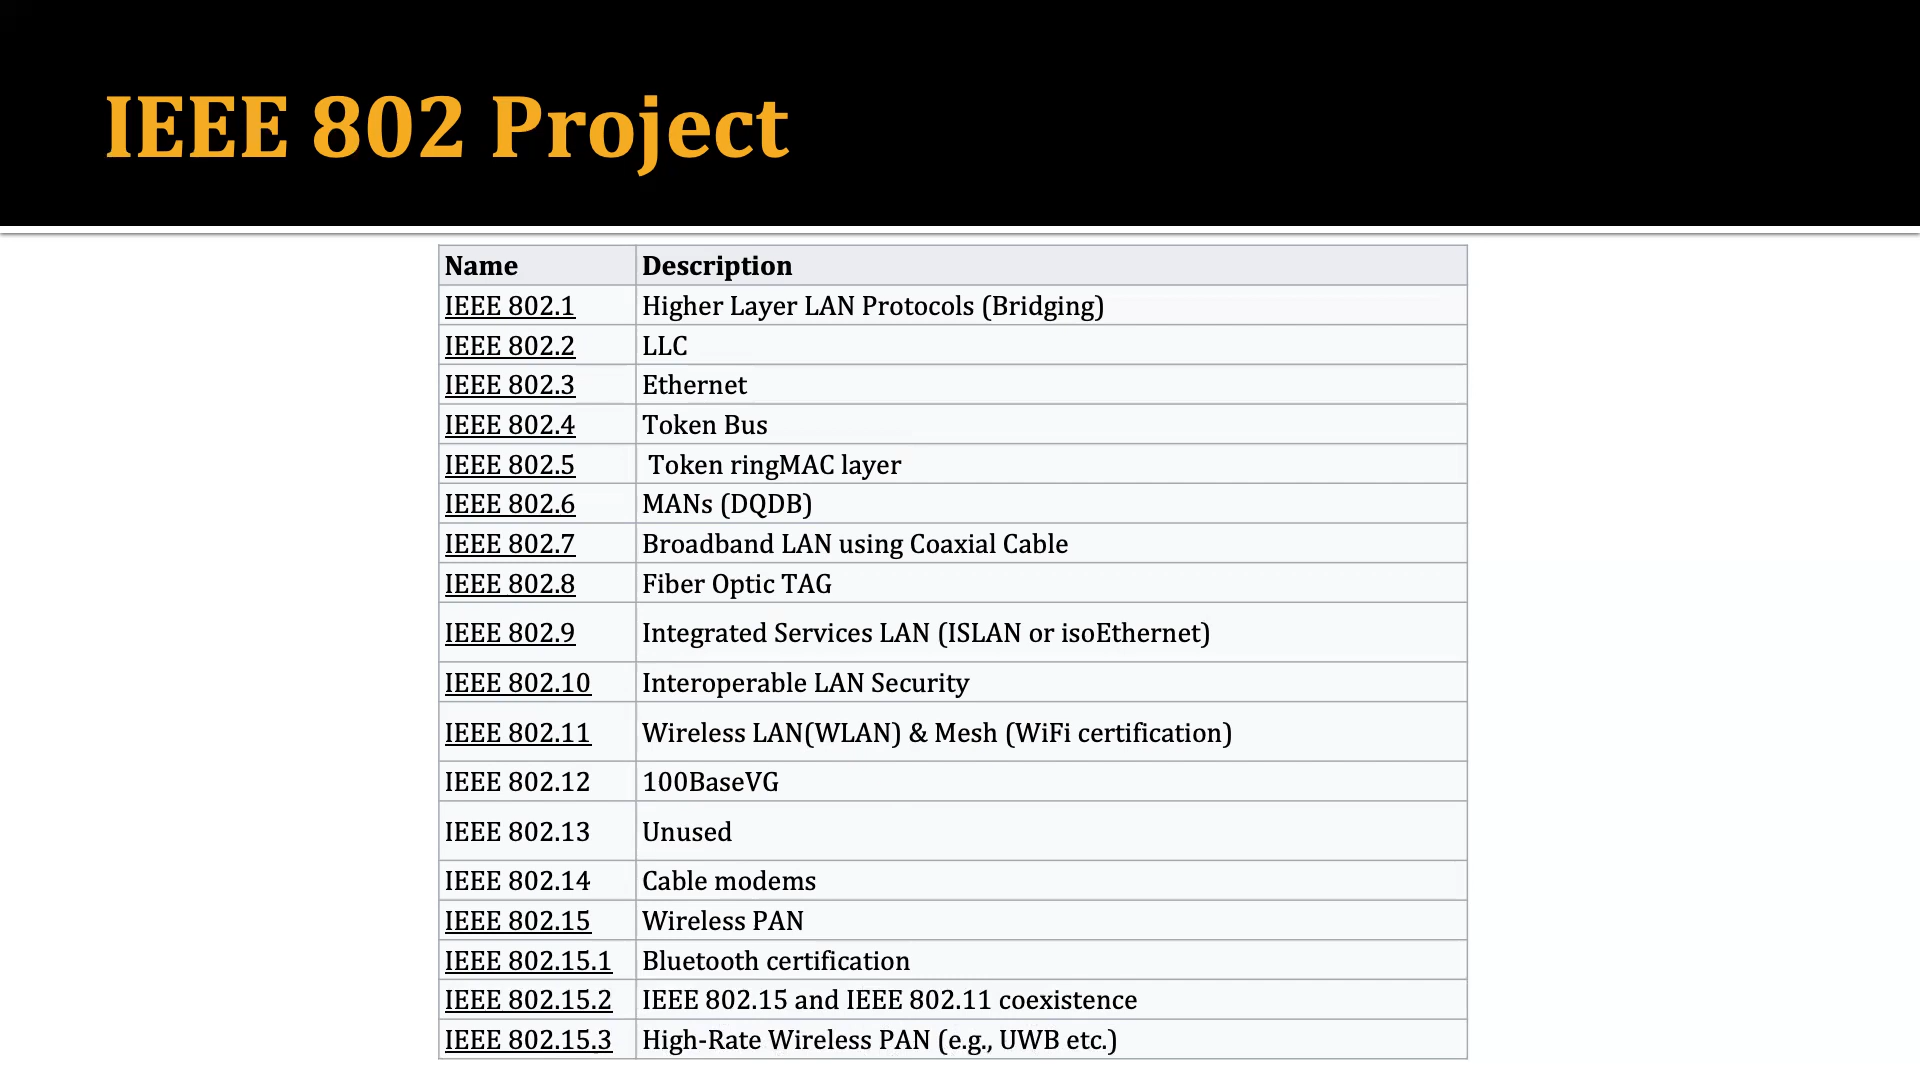 IEEE 802 Project
Name Description
IEEE 802.1 Higher Layer LAN Protocols (Bridging)
IEEE 802.2 LLC
IEEE 802.3 Ethernet
IEEE 802.4 Token Bus
IEEE 802.5 Token ringMAC layer
IEEE 802.6 MANs (DQDB)
IEEE 802.7 Broadband LAN using Coaxial Cable
IEEE 802.8 Fiber Optic TAG
IEEE 802.9 Integrated Services LAN (ISLAN or isoEthernet)
IEEE 802.10 Interoperable LAN Security
IEEE 802.11 Wireless LAN(WLAN) & Mesh (WiFi certification)
IEEE 802.12 100BaseVG
IEEE 802.13 Unused
IEEE 802.14 Cable modems
IEEE 802.15 Wireless PAN
IEEE 802.15.1 Bluetooth certification
IEEE 802.15.2 IEEE 802.15 and IEEE 802.11 coexistence
IEEE 802.15.3 High-Rate Wireless PAN (e.g., UWB etc.)